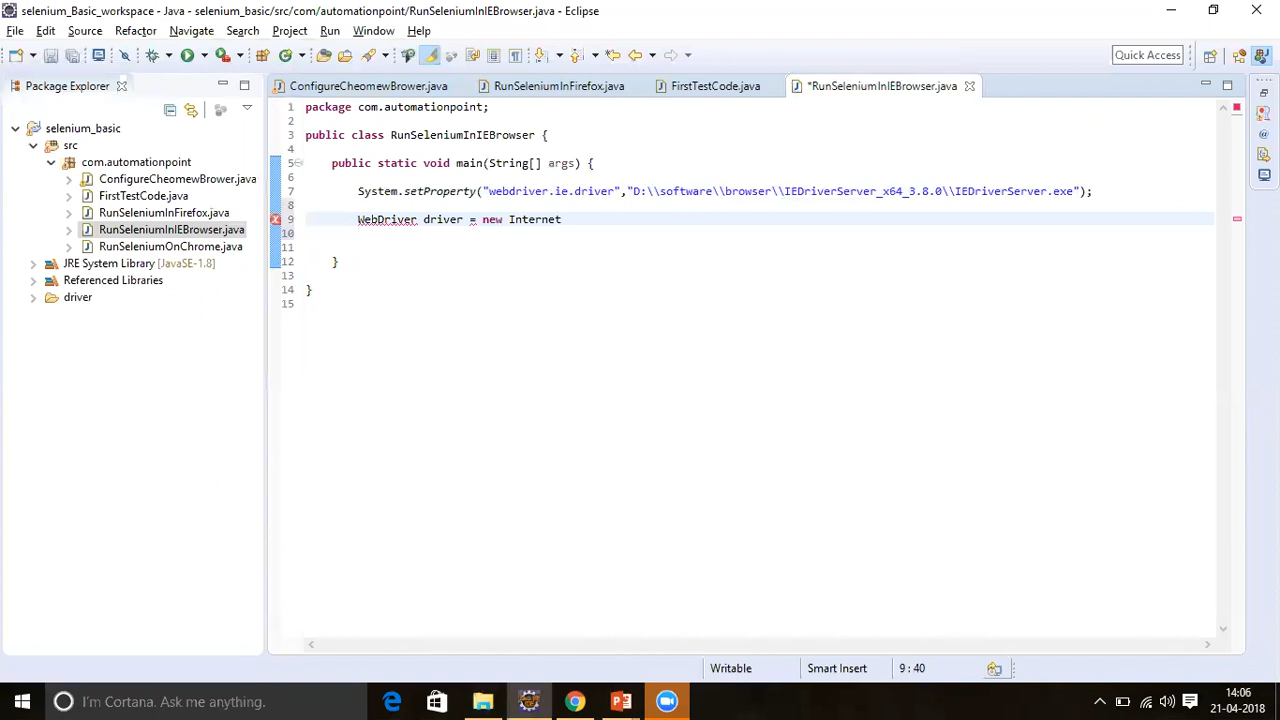 selenium_Basic_workspace - Java - selenium_basic/src/com/automationpoint/RunSeleniumInIEBrowser.java - Eclipse
File Edit Source Refactor Navigate Search Project Run Window Help
Quick Access
Package Explorer
ConfigureCheomewBrower.java RunSeleniumInFirefox.java FirstTestCode.java *RunSeleniumInIEBrowser.java
selenium_basic
src
com.automationpoint
ConfigureCheomewBrower.java
FirstTestCode.java
RunSeleniumInFirefox.java
RunSeleniumInIEBrowser.java
RunSeleniumOnChrome.java
JRE System Library [JavaSE-1.8]
Referenced Libraries
driver
1 package com.automationpoint;
2
3 public class RunSeleniumInIEBrowser {
4
5 public static void main(String[] args) {
6
7 System.setProperty("webdriver.ie.driver","D:\\software\\browser\\IEDriverServer_x64_3.8.0\\IEDriverServer.exe");
8
9 WebDriver driver = new Internet
10
11
12 }
13
14 }
15
Writable Smart Insert 9 : 40
I'm Cortana. Ask me anything.
14:06
21-04-2018